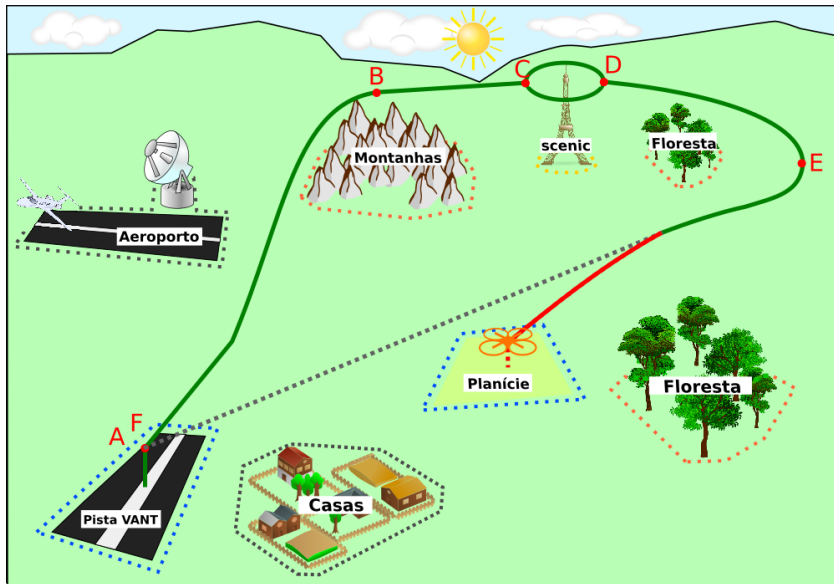 B
C
D
Montanhas
scenic
Floresta
E
Aeroporto
Planície
Floresta
F
A
Casas
Pista VANT